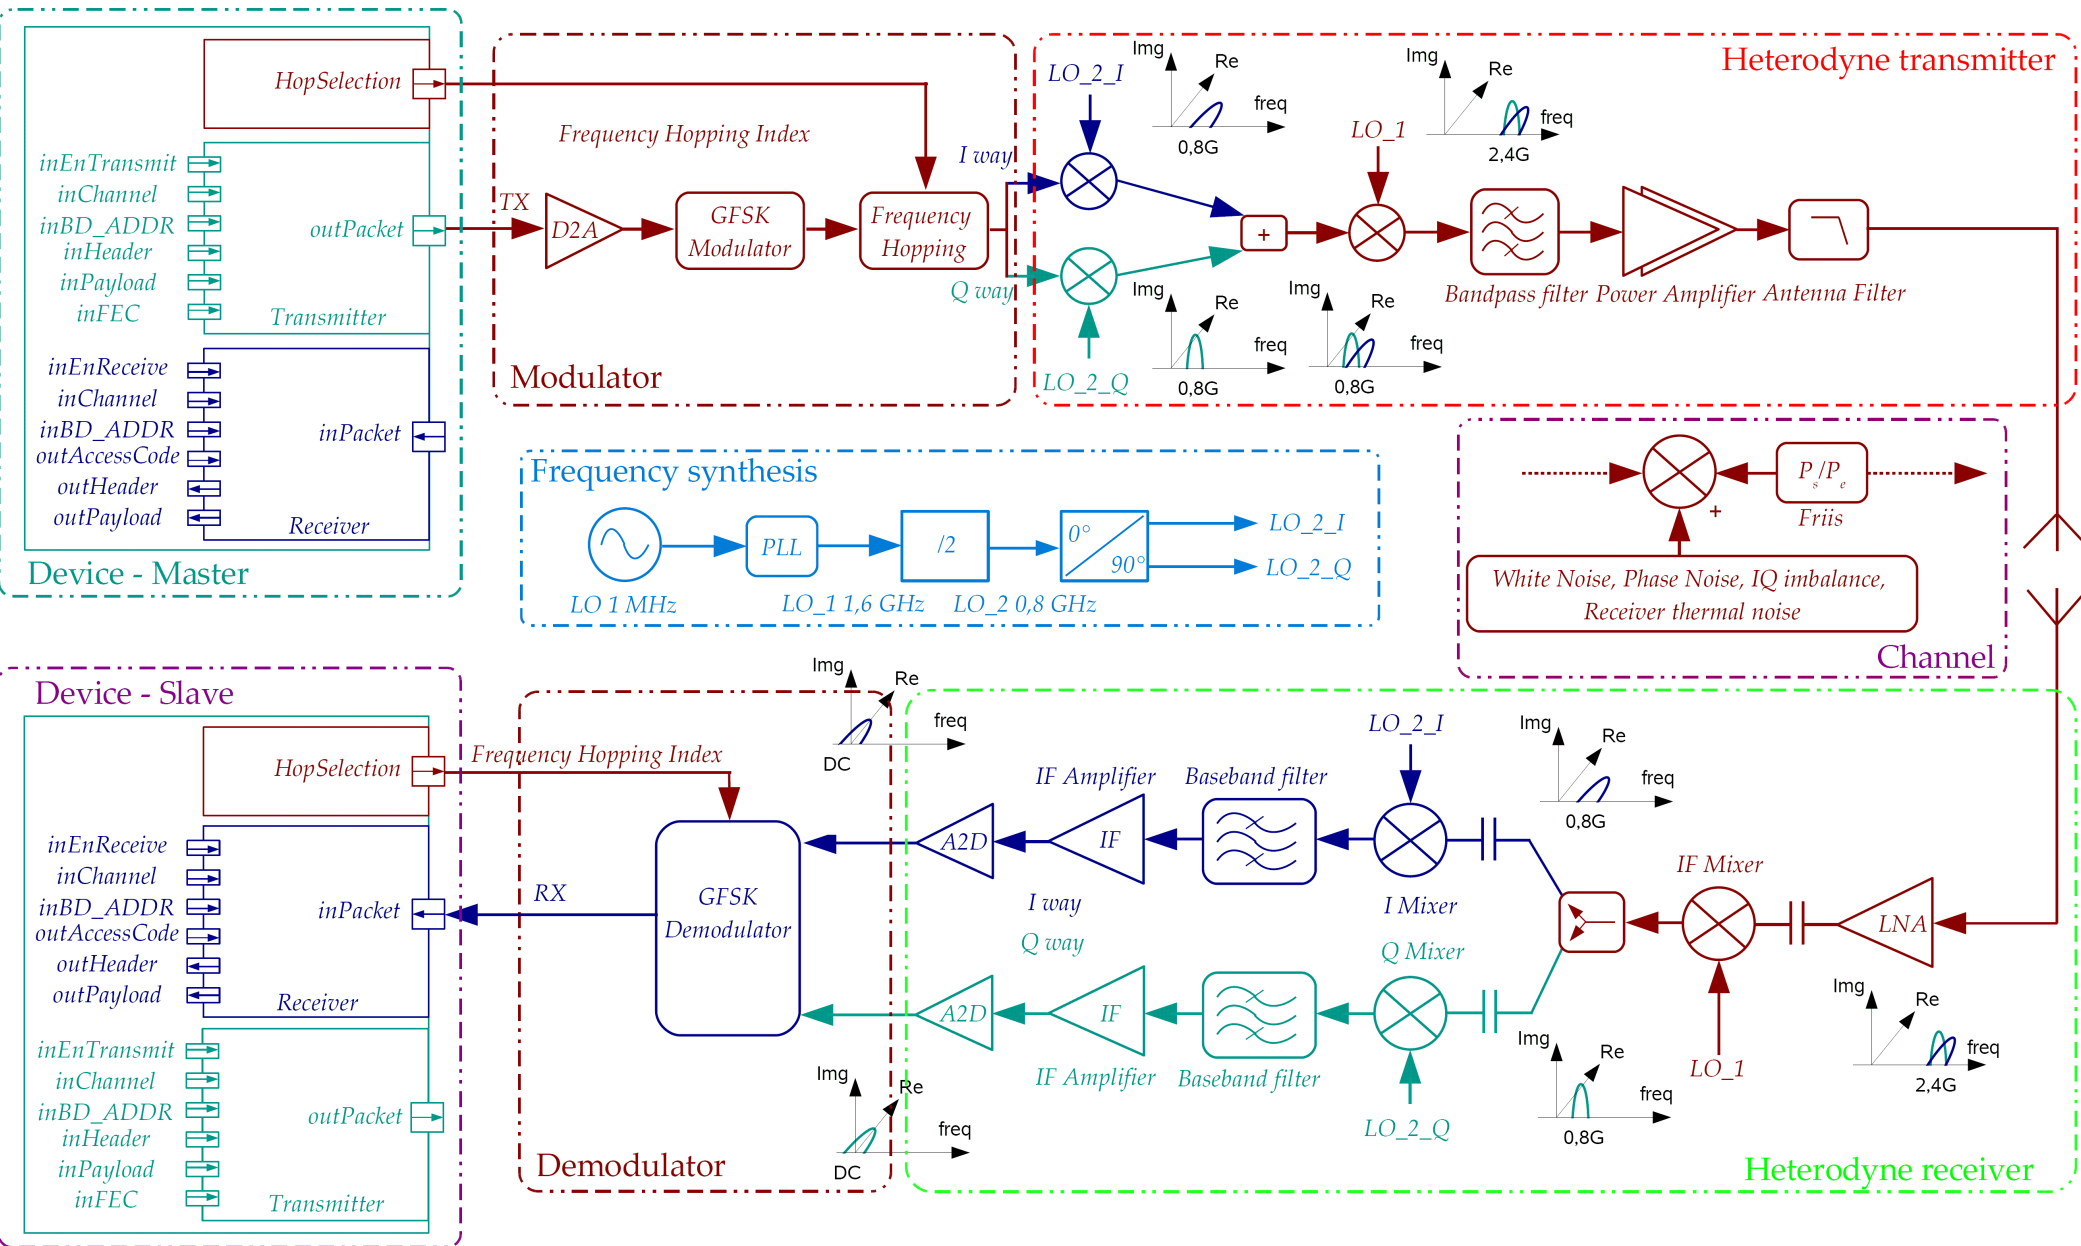 HopSelection
inEnTransmit
inChannel
inBD_ADDR
inHeader
inPayload
inFEC
outPacket
Transmitter
inEnReceive
inChannel
inBD_ADDR
outAccessCode
outHeader
outPayload
inPacket
Receiver
Device - Master
Frequency Hopping Index
TX
D2A
GFSK
Modulator
Frequency
Hopping
I way
Q way
Modulator
Heterodyne transmitter
LO_2_I
Img
Re
freq
0,8G
LO_1
Img
Re
freq
2,4G
+
Bandpass filter
Power Amplifier
Antenna Filter
LO_2_Q
Img
Re
freq
0,8G
Img
Re
freq
0,8G
Frequency synthesis
PLL
/2
0°
90°
LO_2_I
LO_2_Q
LO 1 MHz
LO_1 1,6 GHz
LO_2 0,8 GHz
Ps/Pe
+
Friis
White Noise, Phase Noise, IQ imbalance,
Receiver thermal noise
Channel
Device - Slave
HopSelection
Frequency Hopping Index
inEnReceive
inChannel
inBD_ADDR
outAccessCode
outHeader
outPayload
inPacket
Receiver
inEnTransmit
inChannel
inBD_ADDR
inHeader
inPayload
inFEC
outPacket
Transmitter
RX
GFSK
Demodulator
Img
Re
freq
DC
Img
Re
freq
DC
Demodulator
LO_2_I
IF Amplifier
Baseband filter
A2D
IF
I way
I Mixer
Img
Re
freq
0,8G
Q way
Q Mixer
A2D
IF
IF Amplifier
Baseband filter
LO_2_Q
Img
Re
freq
0,8G
IF Mixer
LNA
LO_1
Img
Re
freq
2,4G
Heterodyne receiver